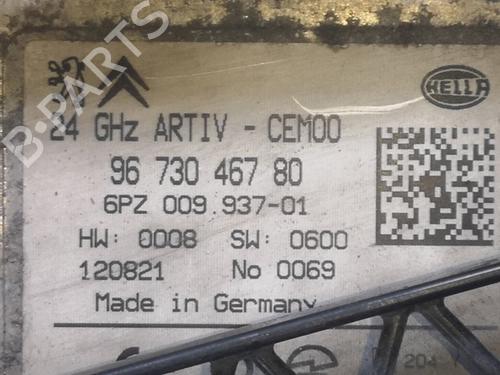 B-PARTS
HELLA
24 GHz ARTIV - CEM00
96 730 467 80
6PZ 009 937-01
HW: 0008 SW: 0600
120821 No 0069
Made in Germany
204